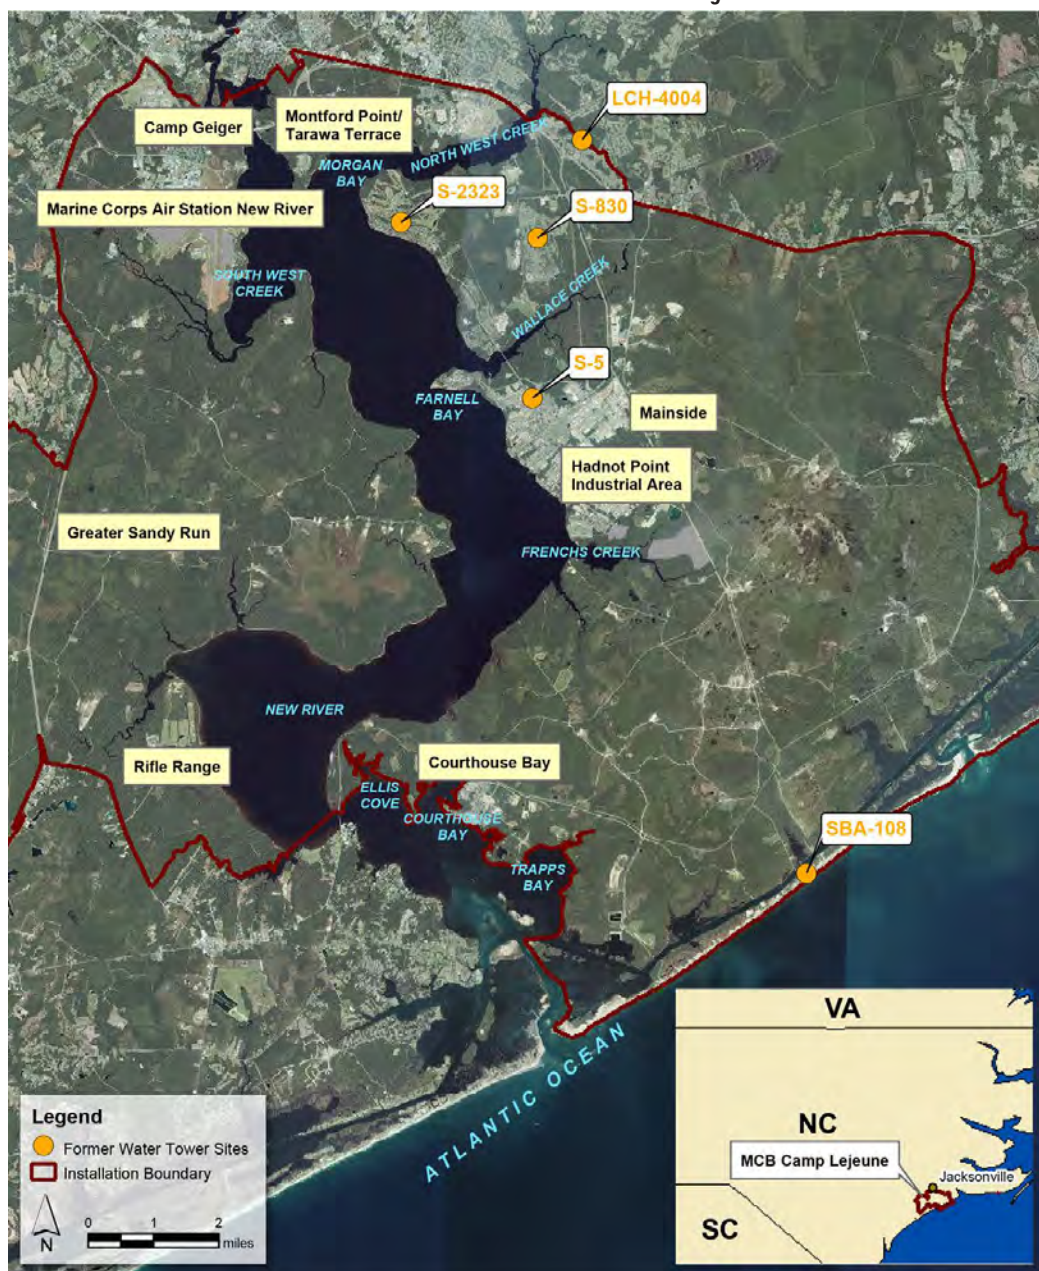 LCH-4004
Montford Point/
Tarawa Terrace
Camp Geiger
NORTH WEST CREEK
MORGAN
BAY
S-2323
Marine Corps Air Station New River
S-830
SOUTH WEST
CREEK
WALLACE CREEK
S-5
FARNELL
BAY
Mainside
Hadnot Point
Industrial Area
Greater Sandy Run
FRENCHS CREEK
NEW RIVER
Rifle Range
Courthouse Bay
ELLIS
COVE
COURTHOUSE
BAY
SBA-108
TRAPPS
BAY
ATLANTIC OCEAN
Legend
Former Water Tower Sites
Installation Boundary
N
0 1 2
miles
VA
NC
MCB Camp Lejeune
Jacksonville
SC